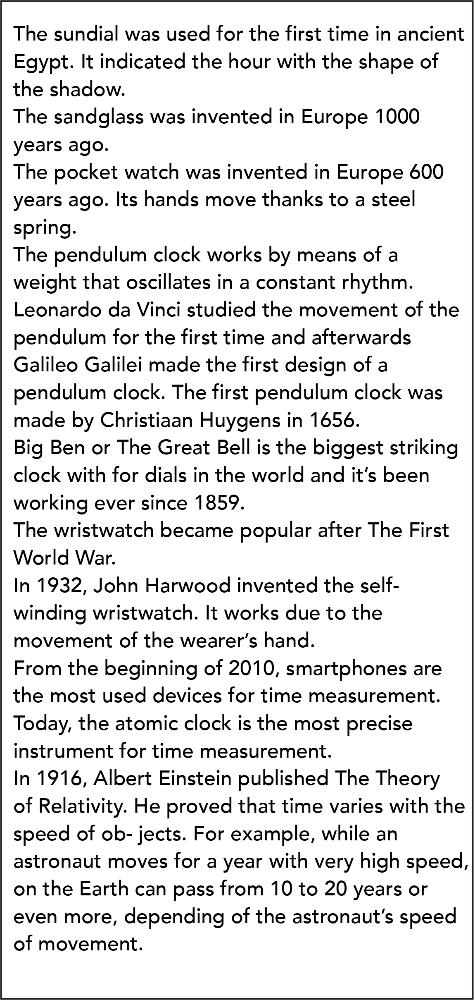 The sundial was used for the first time in ancient
Egypt. It indicated the hour with the shape of
the shadow.
The sandglass was invented in Europe 1000
years ago.
The pocket watch was invented in Europe 600
years ago. Its hands move thanks to a steel
spring.
The pendulum clock works by means of a
weight that oscillates in a constant rhythm.
Leonardo da Vinci studied the movement of the
pendulum for the first time and afterwards
Galileo Galilei made the first design of a
pendulum clock. The first pendulum clock was
made by Christiaan Huygens in 1656.
Big Ben or The Great Bell is the biggest striking
clock with for dials in the world and it’s been
working ever since 1859.
The wristwatch became popular after The First
World War.
In 1932, John Harwood invented the self-
winding wristwatch. It works due to the
movement of the wearer’s hand.
From the beginning of 2010, smartphones are
the most used devices for time measurement.
Today, the atomic clock is the most precise
instrument for time measurement.
In 1916, Albert Einstein published The Theory
of Relativity. He proved that time varies with the
speed of ob- jects. For example, while an
astronaut moves for a year with very high speed,
on the Earth can pass from 10 to 20 years or
even more, depending of the astronaut’s speed
of movement.